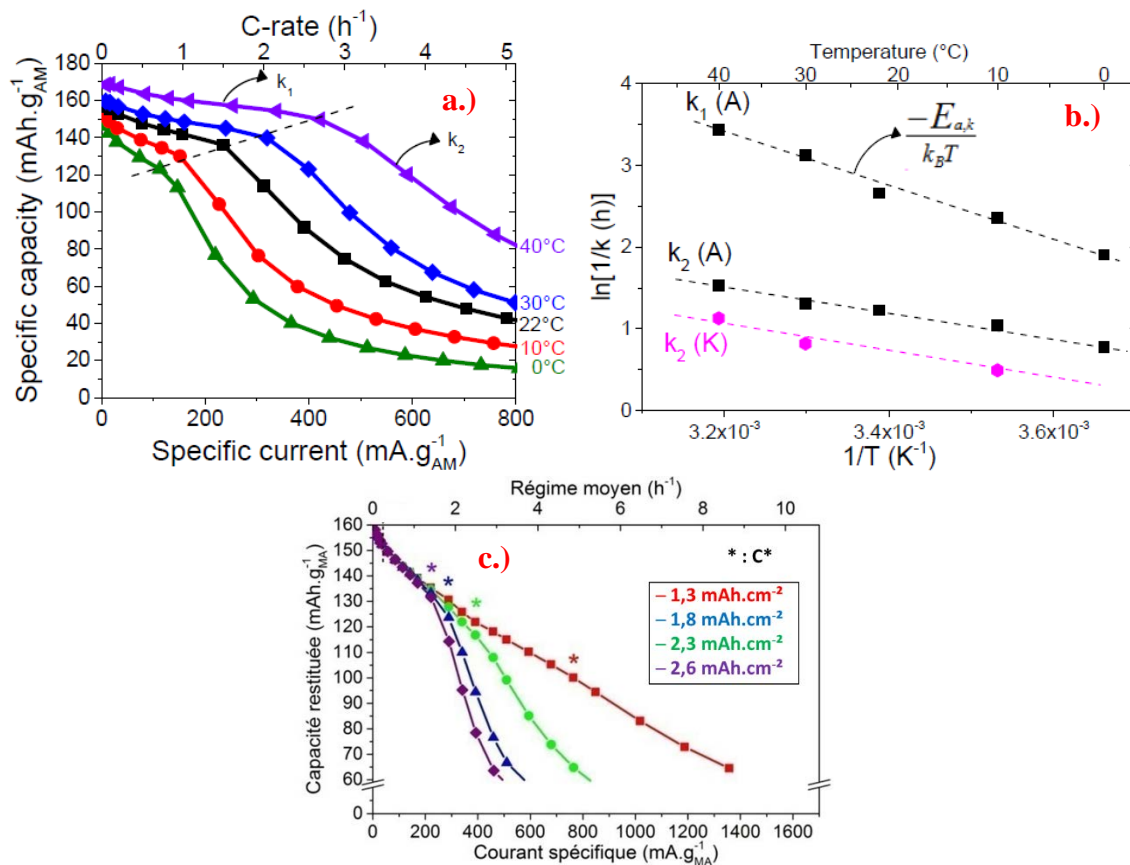 C-rate (h⁻¹)
0 1 2 3 4 5
180
160
140
120
100
80
60
40
20
0
Specific capacity (mAh.g⁻¹AM)
k₁
a.)
k₂
40°C
30°C
22°C
10°C
0°C
0 200 400 600 800
Specific current (mA.g⁻¹AM)
Temperature (°C)
40 30 20 10 0
4
3
2
1
0
ln[1/k (h)]
k₁ (A)
b.)
−Ea,k
kBT
k₂ (A)
k₂ (K)
3.2x10⁻³ 3.4x10⁻³ 3.6x10⁻³
1/T (K⁻¹)
Régime moyen (h⁻¹)
0 2 4 6 8 10
160
150
140
130
120
110
100
90
80
70
60
0
Capacité restituée (mAh.g⁻¹MA)
c.)
* : C*
– 1,3 mAh.cm⁻²
– 1,8 mAh.cm⁻²
– 2,3 mAh.cm⁻²
– 2,6 mAh.cm⁻²
0 200 400 600 800 1000 1200 1400 1600
Courant spécifique (mA.g⁻¹MA)